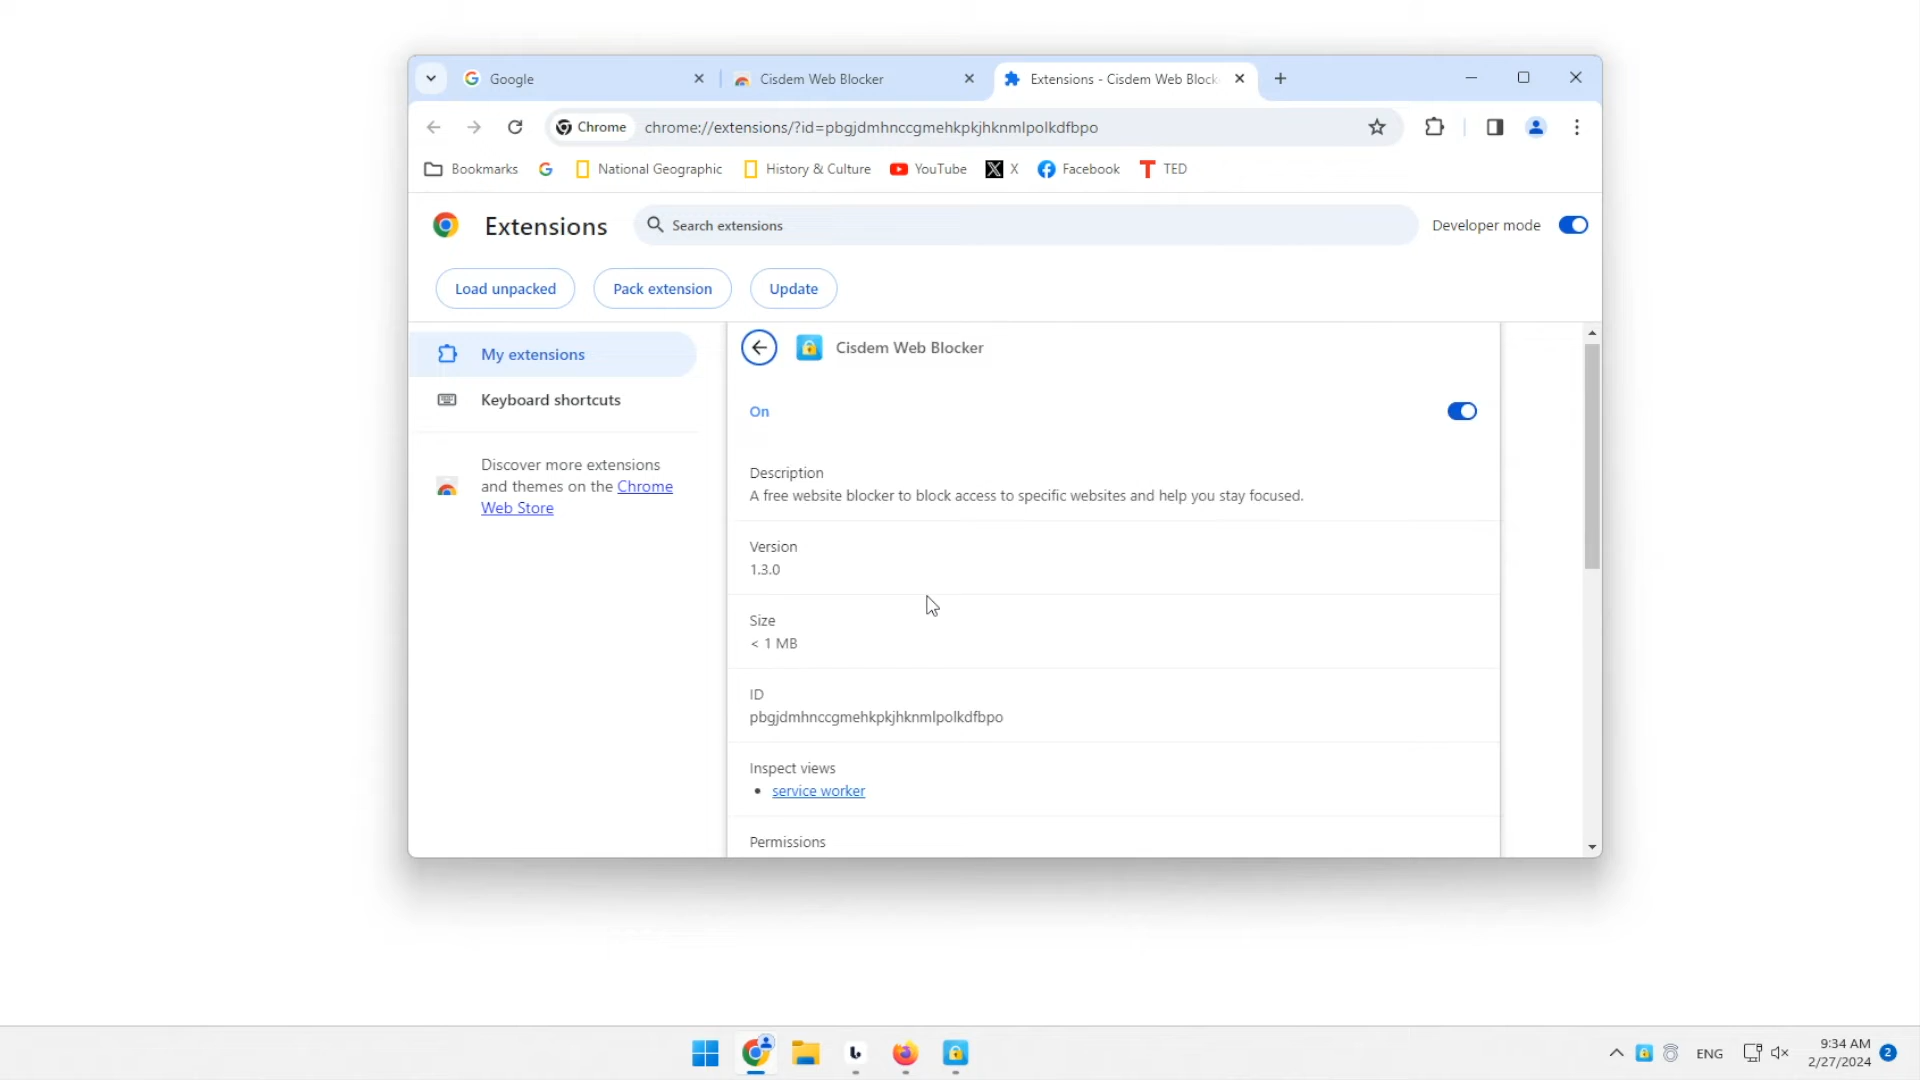 Google
Cisdem Web Blocker
Extensions - Cisdem Web Block
Chrome
chrome://extensions/?id=pbgjdmhnccgmehkpkjhknmlpolkdfbpo
Bookmarks
National Geographic
History & Culture
YouTube
X
Facebook
TED
Extensions
Search extensions
Developer mode
Load unpacked
Pack extension
Update
My extensions
Keyboard shortcuts
Discover more extensions
and themes on the Chrome
Web Store
Cisdem Web Blocker
On
Description
A free website blocker to block access to specific websites and help you stay focused.
Version
1.3.0
Size
< 1 MB
ID
pbgjdmhnccgmehkpkjhknmlpolkdfbpo
Inspect views
• service worker
Permissions
ENG
9:34 AM
2/27/2024
2